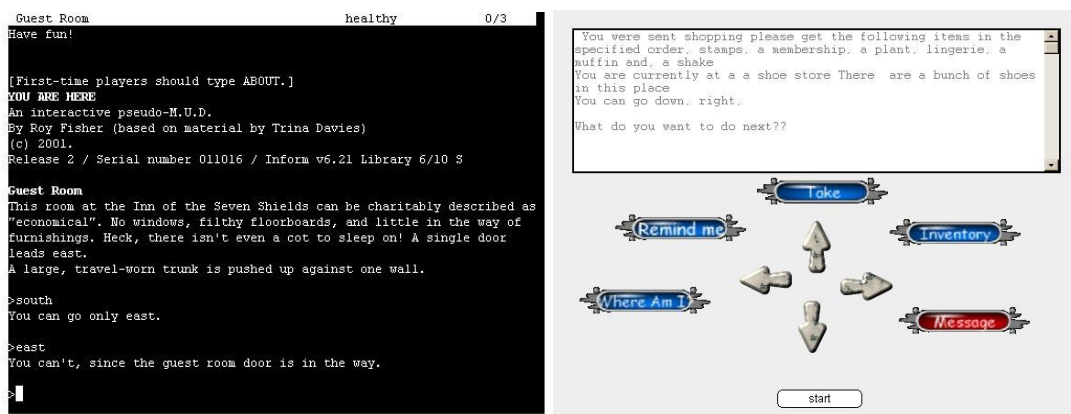 Guest Room healthy 0/3
Have fun!
[First-time players should type ABOUT.]
YOU ARE HERE
An interactive pseudo-M.U.D.
By Roy Fisher (based on material by Trina Davies)
(c) 2001.
Release 2 / Serial number 011016 / Inform v6.21 Library 6/10 S
Guest Room
This room at the Inn of the Seven Shields can be charitably described as
"economical". No windows, filthy floorboards, and little in the way of
furnishings. Heck, there isn't even a cot to sleep on! A single door
leads east.
A large, travel-worn trunk is pushed up against one wall.
>south
You can go only east.
>east
You can't, since the guest room door is in the way.
>
You were sent shopping please get the following items in the
specified order, stamps, a membership, a plant, lingerie, a
muffin and, a shake
You are currently at a a shoe store There are a bunch of shoes
in this place
You can go down, right,
What do you want to do next??
Take
Remind me
Inventory
Where Am I
Message
start